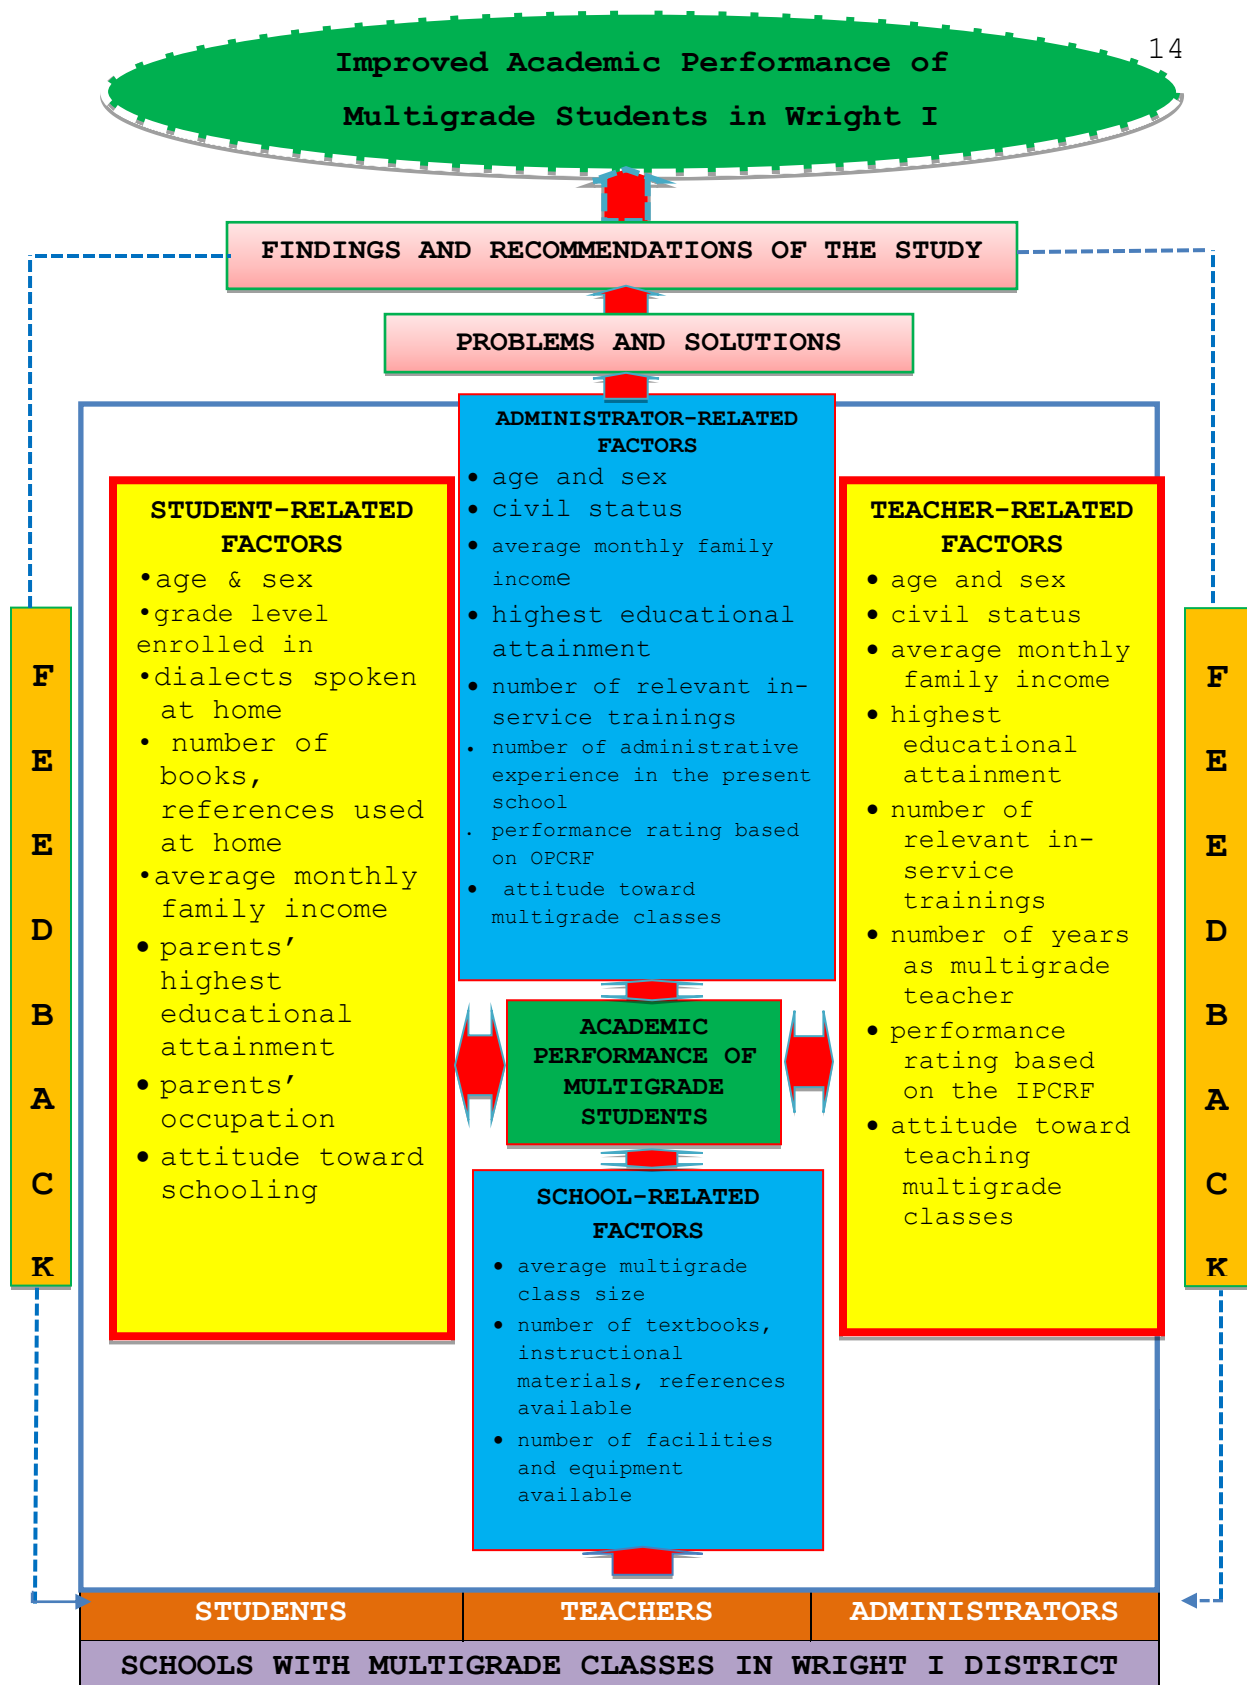 14
Improved Academic Performance of
Multigrade Students in Wright I
FINDINGS AND RECOMMENDATIONS OF THE STUDY
PROBLEMS AND SOLUTIONS
ADMINISTRATOR-RELATED
FACTORS
• age and sex
• civil status
• average monthly family
income
• highest educational
attainment
• number of relevant in-
service trainings
• number of administrative
experience in the present
school
• performance rating based
on OPCRF
• attitude toward
multigrade classes
STUDENT-RELATED
FACTORS
•age & sex
•grade level
enrolled in
•dialects spoken
at home
• number of
books,
references used
at home
•average monthly
family income
• parents’
highest
educational
attainment
• parents’
occupation
• attitude toward
schooling
TEACHER-RELATED
FACTORS
• age and sex
• civil status
• average monthly
family income
• highest
educational
attainment
• number of
relevant in-
service
trainings
• number of years
as multigrade
teacher
• performance
rating based
on the IPCRF
• attitude toward
teaching
multigrade
classes
F
E
E
D
B
A
C
K
F
E
E
D
B
A
C
K
ACADEMIC
PERFORMANCE OF
MULTIGRADE
STUDENTS
SCHOOL-RELATED
FACTORS
• average multigrade
class size
• number of textbooks,
instructional
materials, references
available
• number of facilities
and equipment
available
STUDENTS
TEACHERS
ADMINISTRATORS
SCHOOLS WITH MULTIGRADE CLASSES IN WRIGHT I DISTRICT